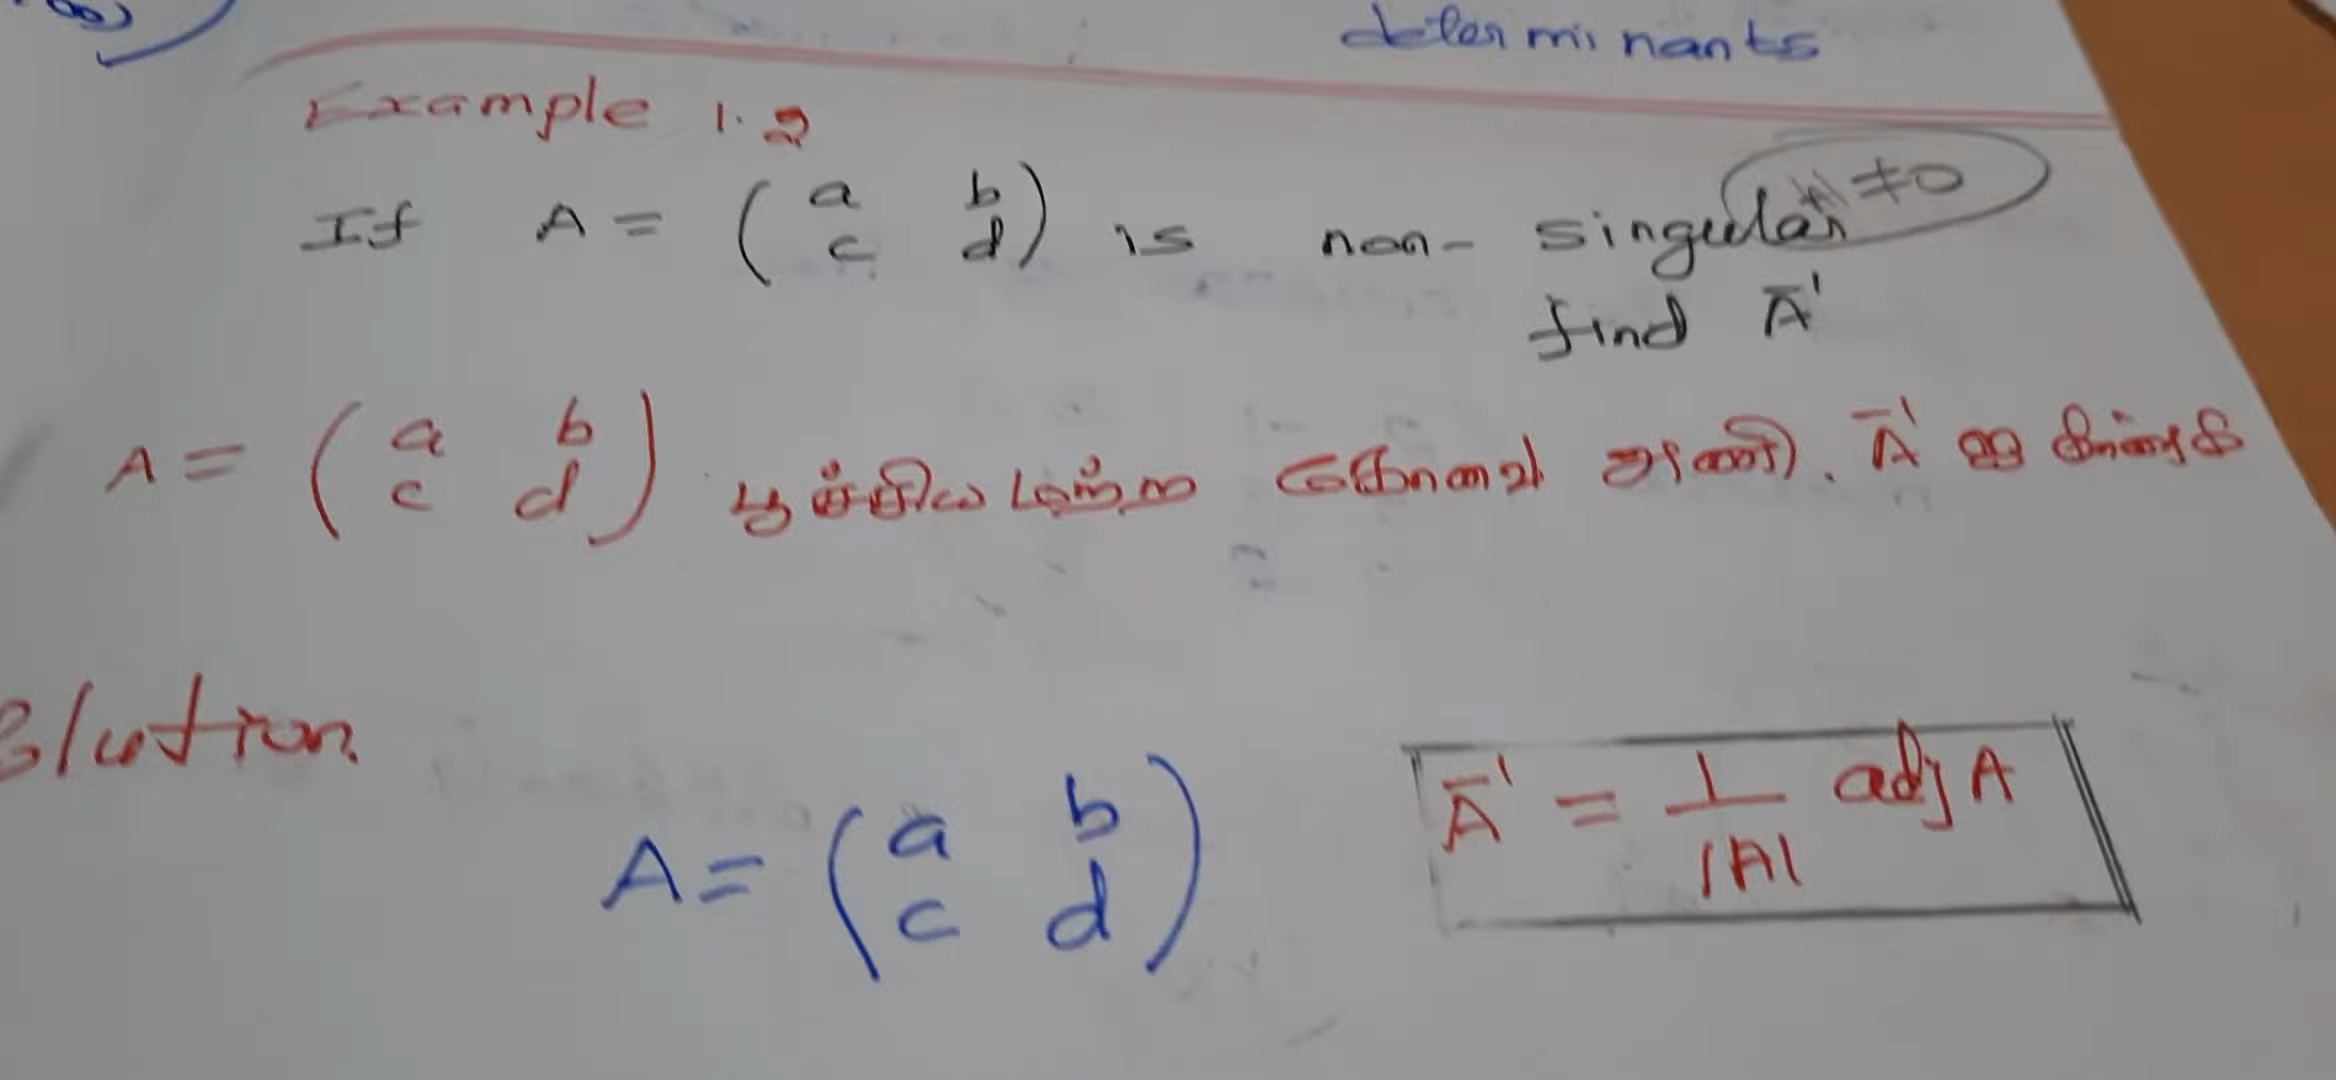 determinants
Example 1.2
If A = (a b
c d) is non-singular |A| ≠ 0
find A⁻¹
A = (a b
c d) பூச்சியமற்ற கோவை அணி. A⁻¹ ஐ காண்க
Solution
A = (a b
c d)
A⁻¹ = 1/|A| adj A